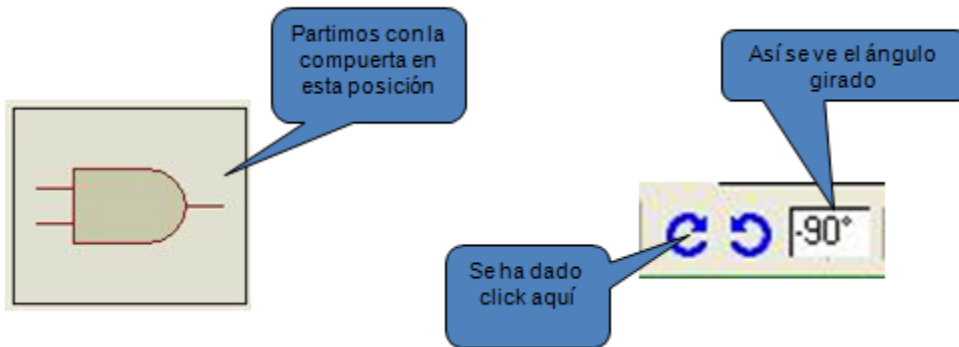 Partimos con la
compuerta en
esta posición
Así se ve el ángulo
girado
-90°
Se ha dado
click aquí